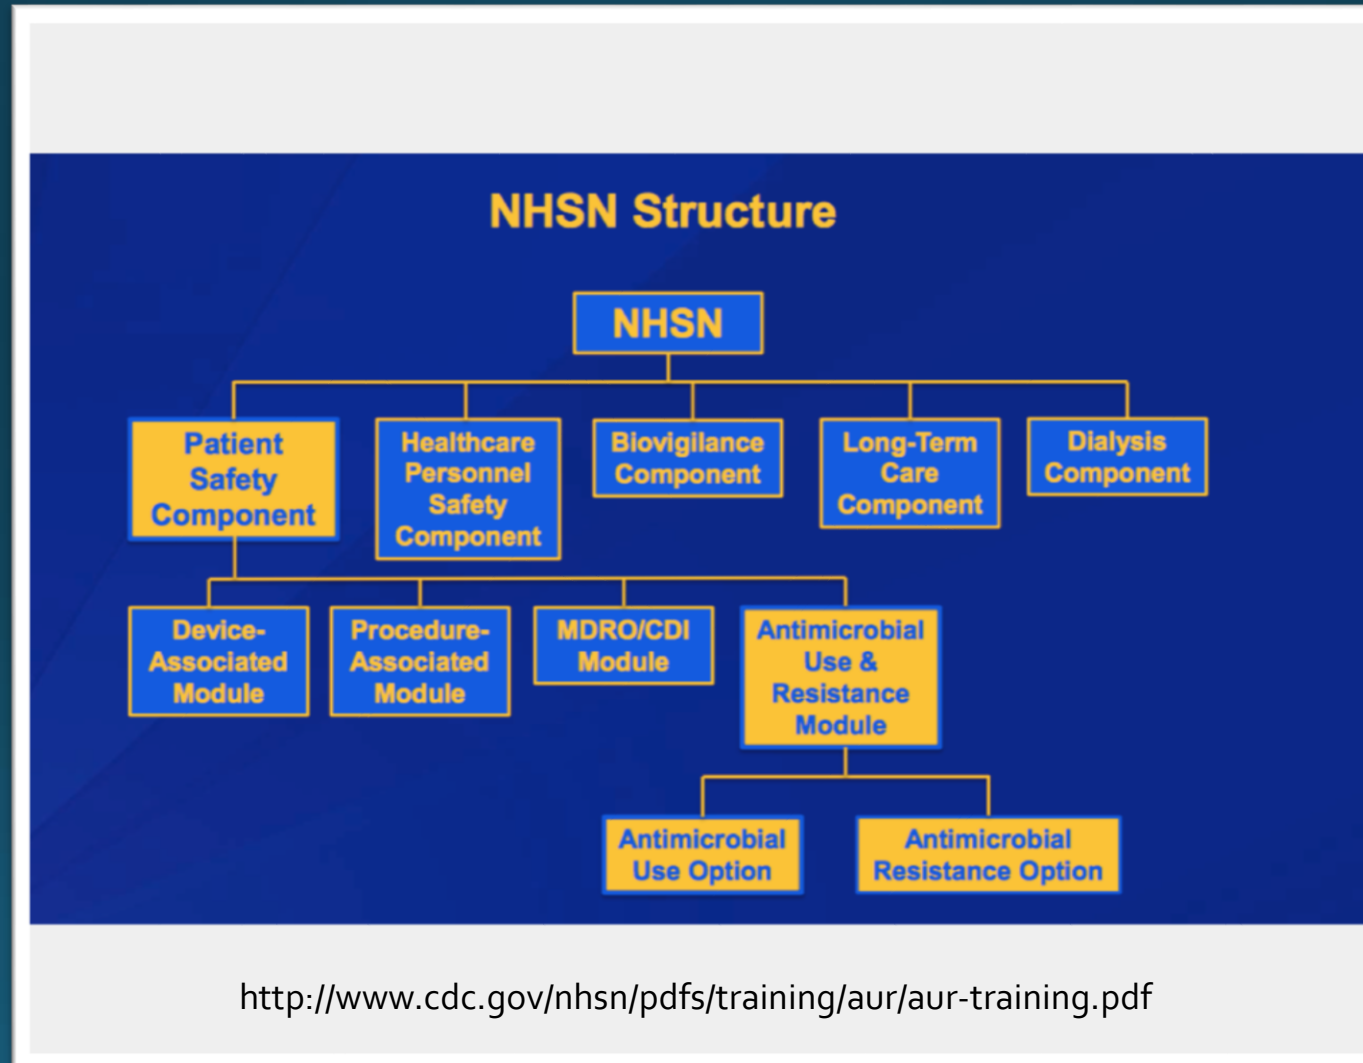 NHSN Structure
NHSN
Patient
Safety
Component
Healthcare
Personnel
Safety
Component
Biovigilance
Component
Long-Term
Care
Component
Dialysis
Component
Device-
Associated
Module
Procedure-
Associated
Module
MDRO/CDI
Module
Antimicrobial
Use &
Resistance
Module
Antimicrobial
Use Option
Antimicrobial
Resistance Option
http://www.cdc.gov/nhsn/pdfs/training/aur/aur-training.pdf